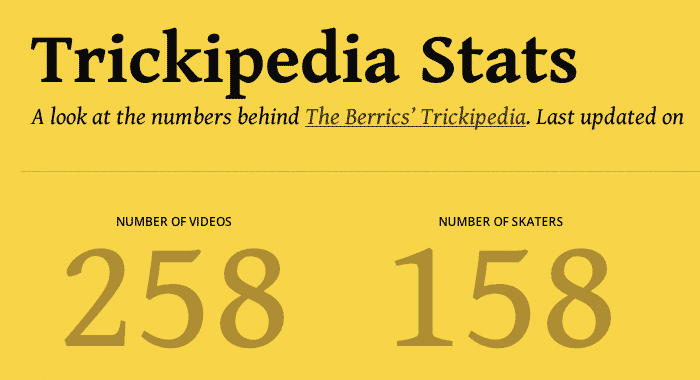 Trickipedia Stats
A look at the numbers behind The Berrics’ Trickipedia. Last updated on
NUMBER OF VIDEOS NUMBER OF SKATERS
258 158